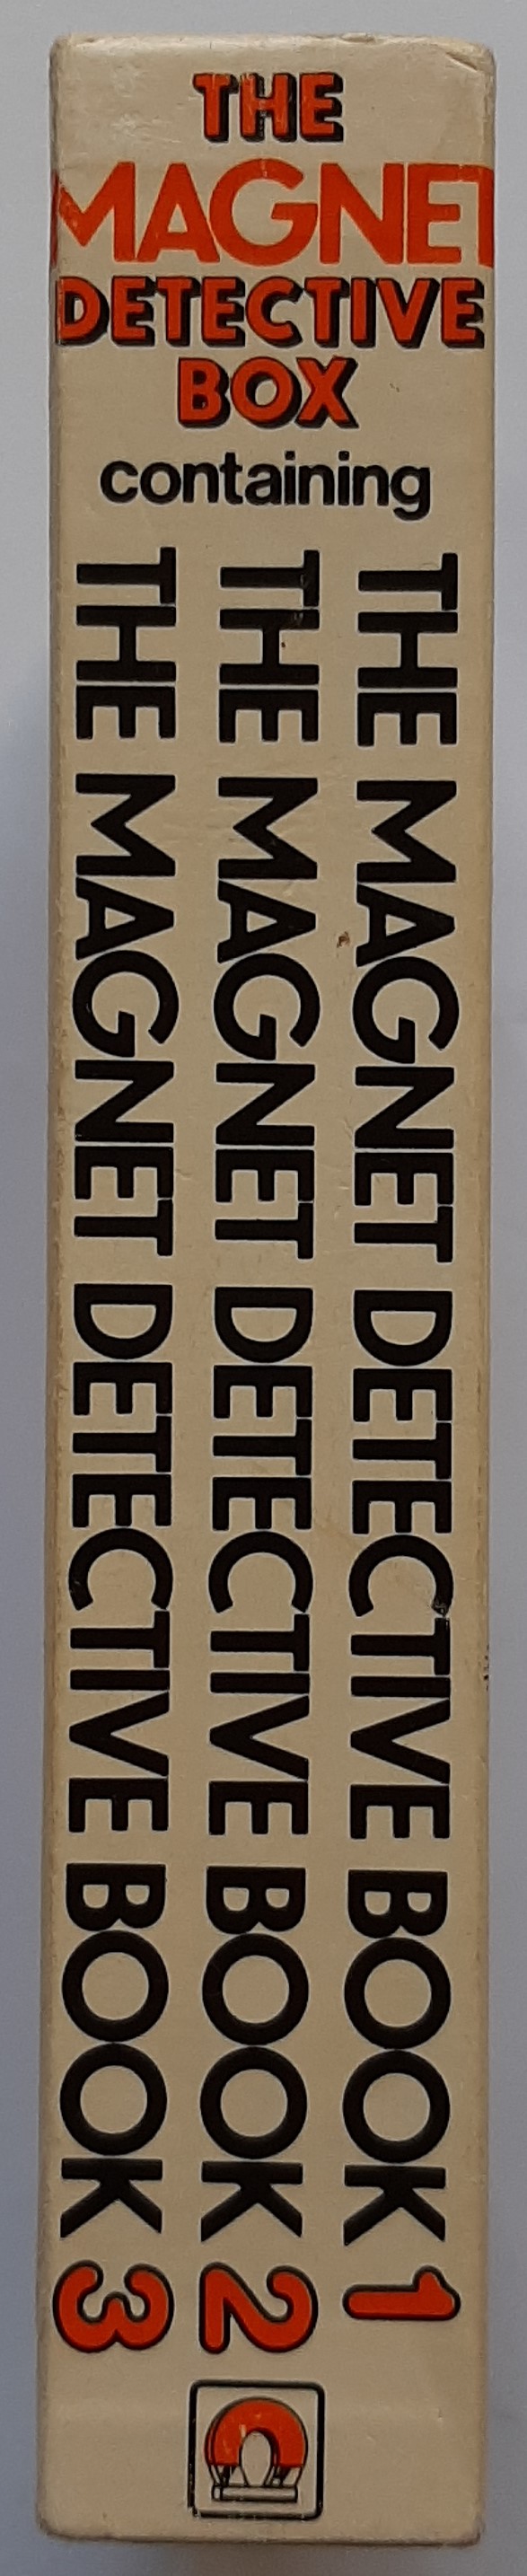 THE
MAGNET
DETECTIVE
BOX
containing
THE MAGNET DETECTIVE BOOK 1
THE MAGNET DETECTIVE BOOK 2
THE MAGNET DETECTIVE BOOK 3